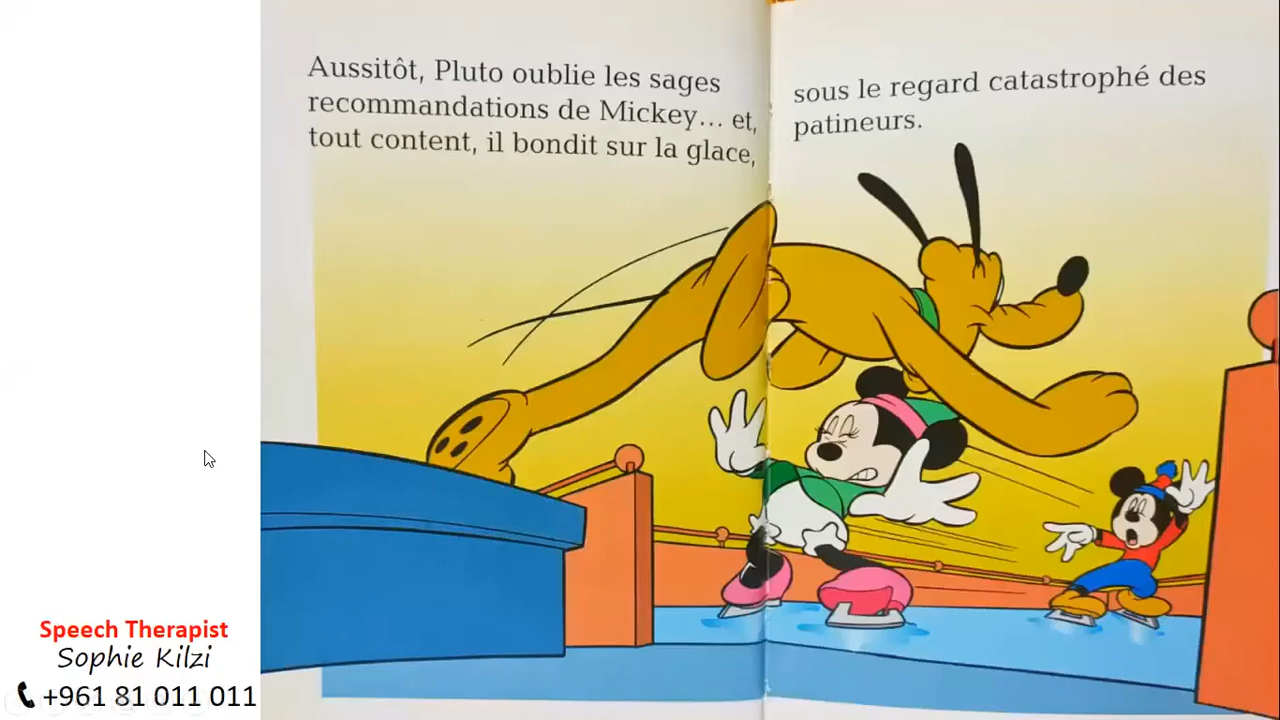 Aussitôt, Pluto oublie les sages
recommandations de Mickey... et,
tout content, il bondit sur la glace,
sous le regard catastrophé des
patineurs.
Speech Therapist
Sophie Kilzi
+961 81 011 011